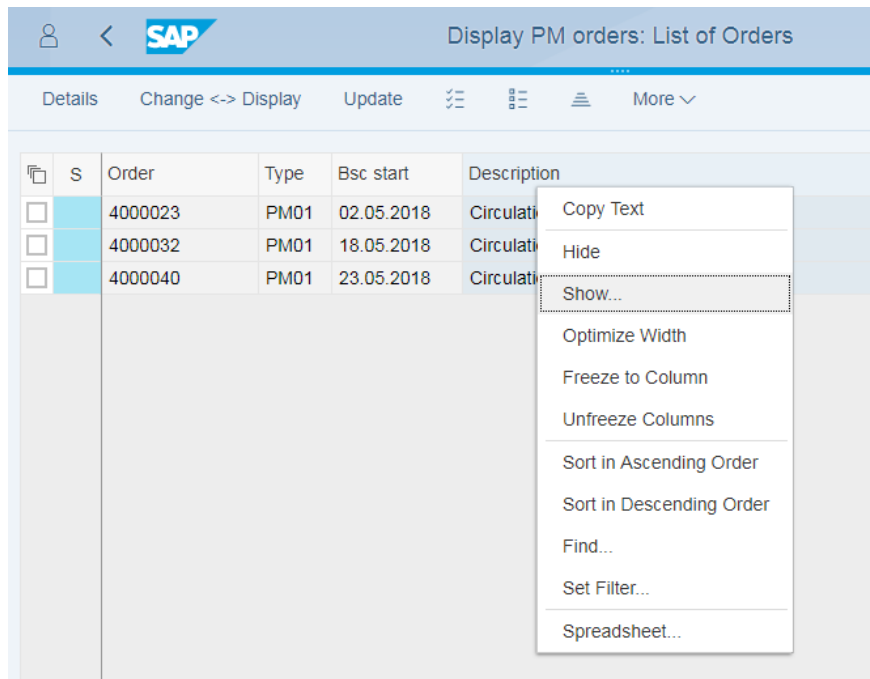 SAP Display PM orders: List of Orders
Details Change <-> Display Update More
S Order Type Bsc start Description
4000023 PM01 02.05.2018 Circulati
4000032 PM01 18.05.2018 Circulati
4000040 PM01 23.05.2018 Circulati
Copy Text
Hide
Show...
Optimize Width
Freeze to Column
Unfreeze Columns
Sort in Ascending Order
Sort in Descending Order
Find...
Set Filter...
Spreadsheet...